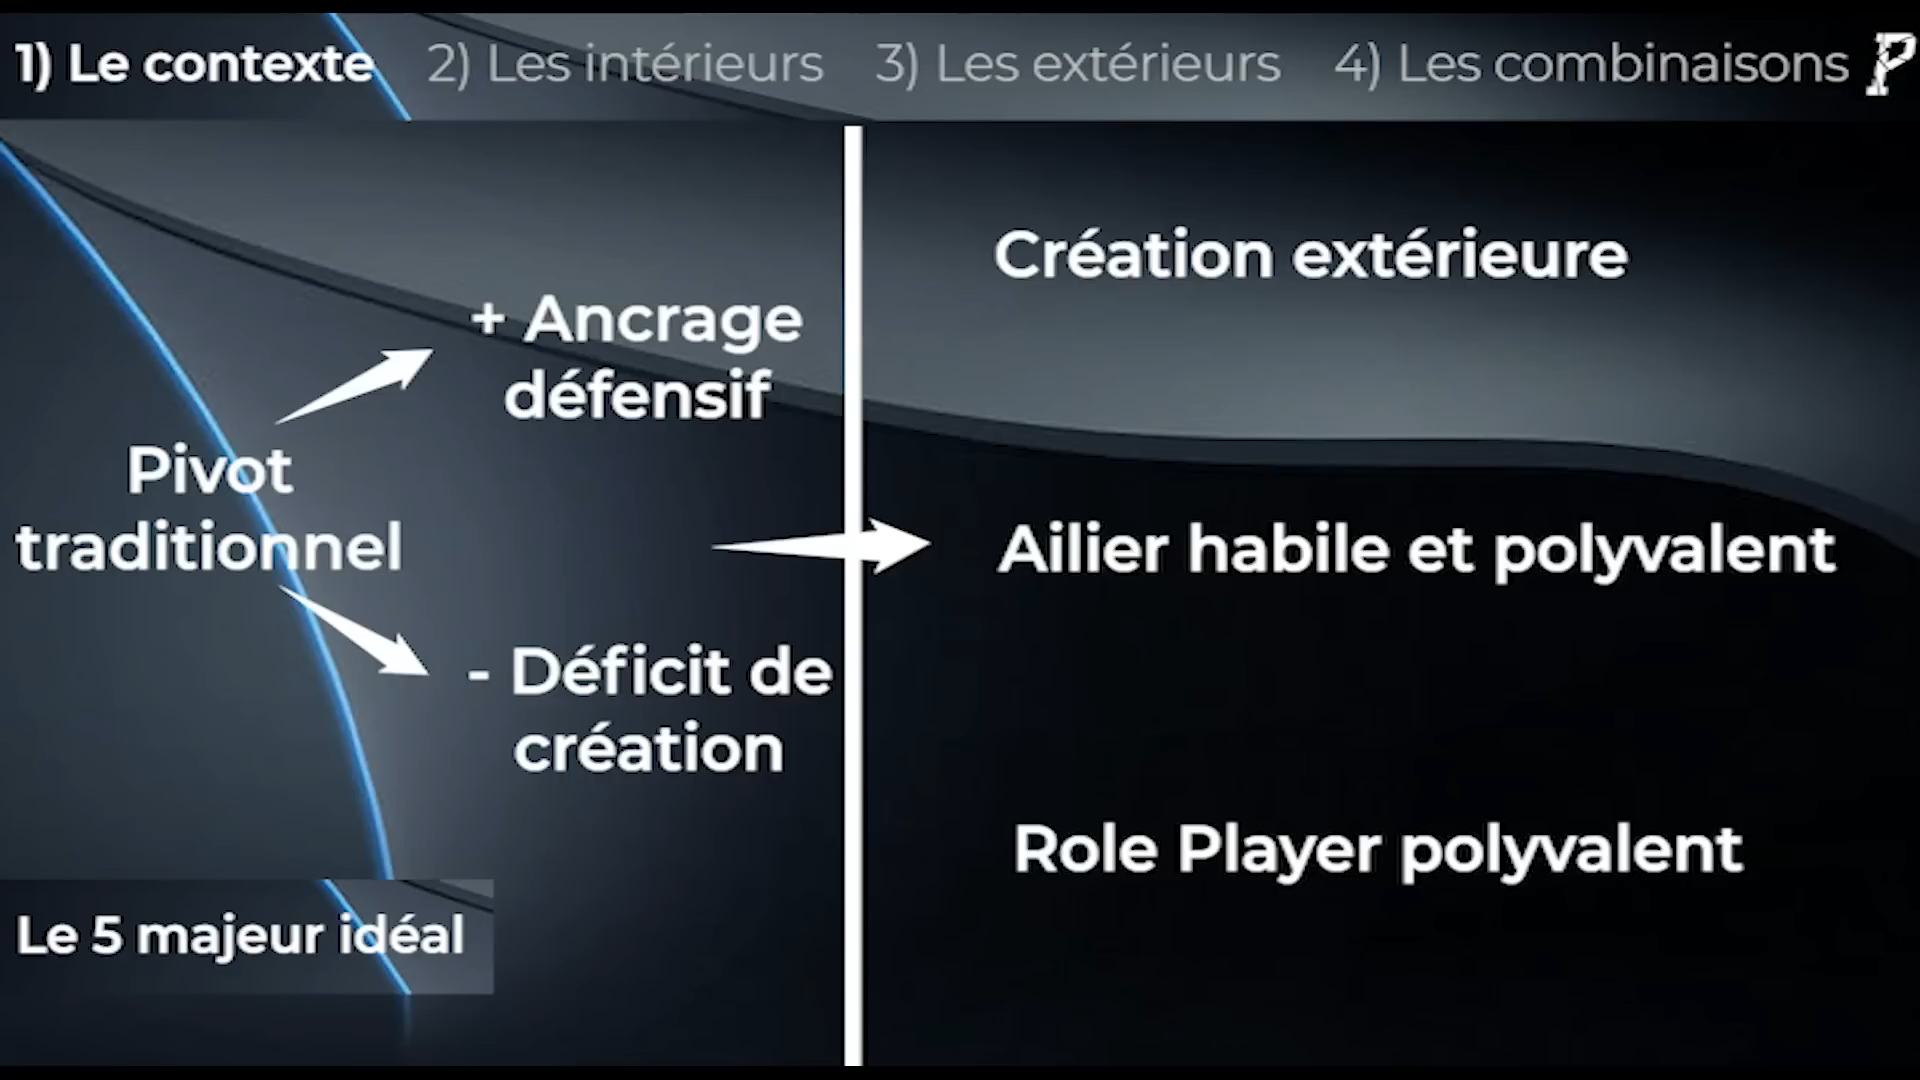 1) Le contexte 2) Les intérieurs 3) Les extérieurs 4) Les combinaisons P
Pivot
traditionnel
+ Ancrage
défensif
- Déficit de
création
Création extérieure
Ailier habile et polyvalent
Role Player polyvalent
Le 5 majeur idéal